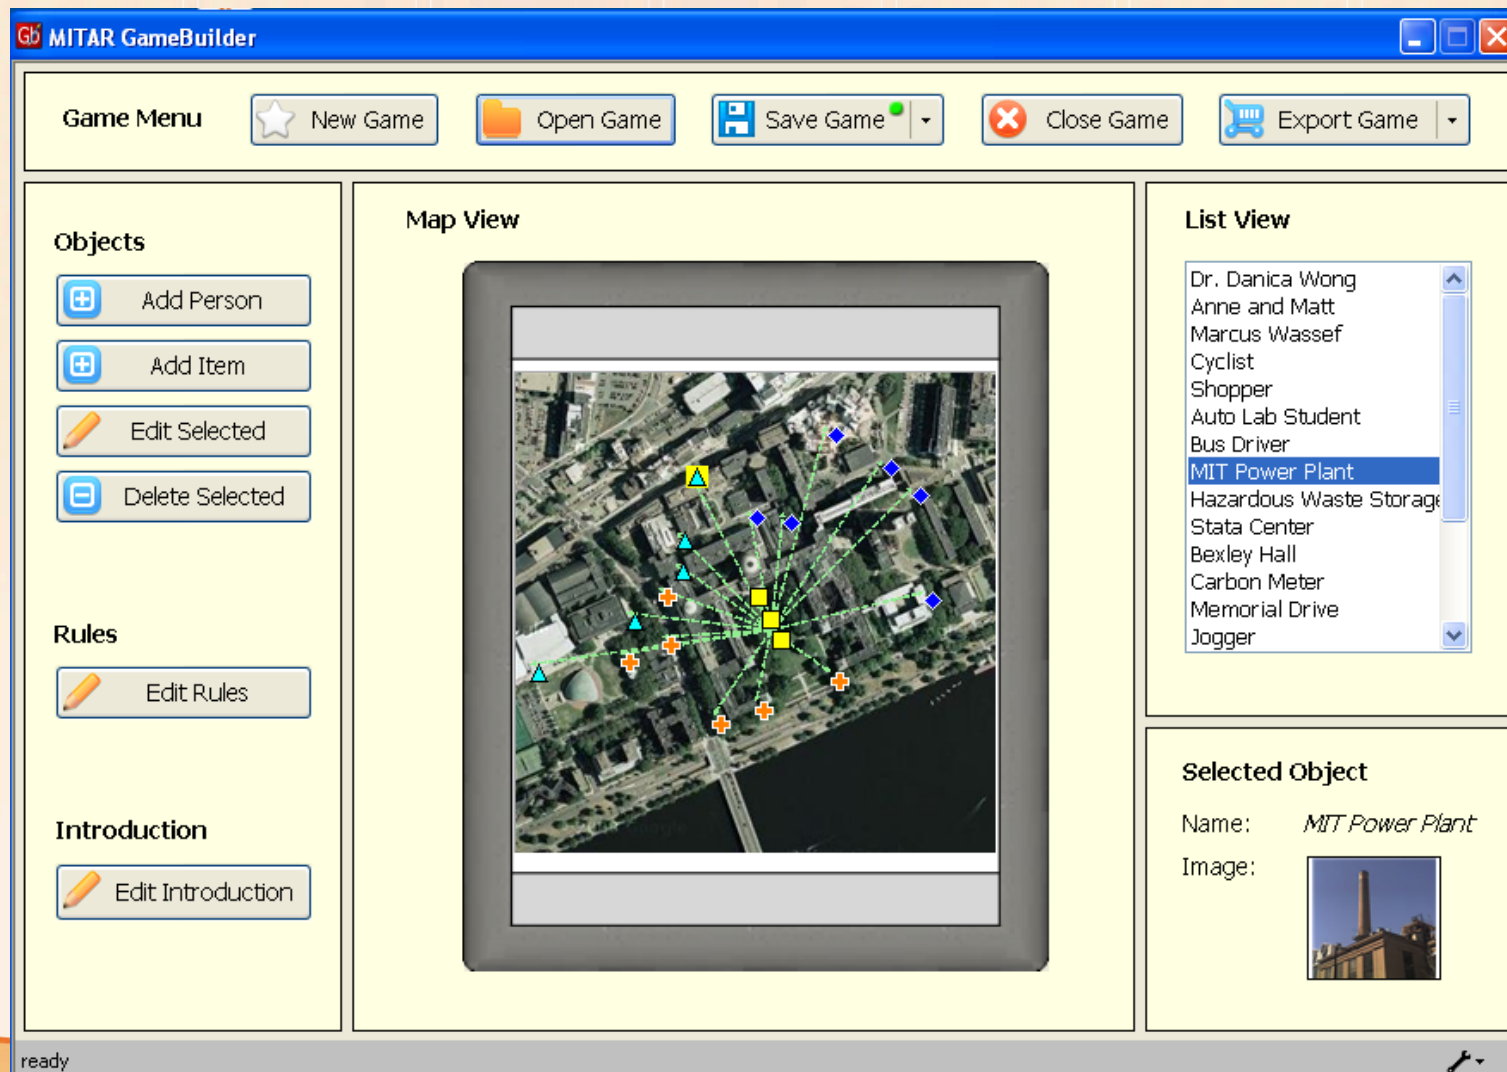 MITAR GameBuilder
Game Menu
New Game
Open Game
Save Game
Close Game
Export Game
Objects
Add Person
Add Item
Edit Selected
Delete Selected
Rules
Edit Rules
Introduction
Edit Introduction
Map View
List View
Dr. Danica Wong
Anne and Matt
Marcus Wassef
Cyclist
Shopper
Auto Lab Student
Bus Driver
MIT Power Plant
Hazardous Waste Storage
Stata Center
Bexley Hall
Carbon Meter
Memorial Drive
Jogger
Selected Object
Name: MIT Power Plant
Image:
ready